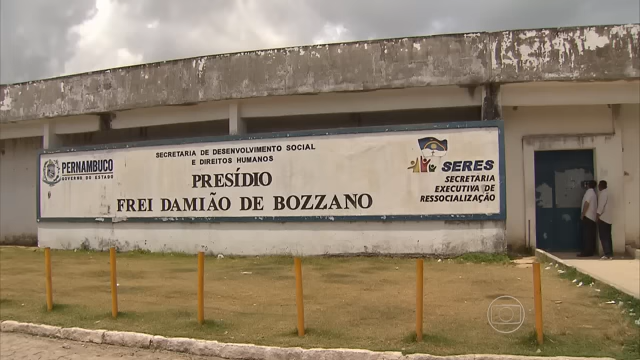 PERNAMBUCO
GOVERNO DO ESTADO
SECRETARIA DE DESENVOLVIMENTO SOCIAL
E DIREITOS HUMANOS
PRESÍDIO
FREI DAMIÃO DE BOZZANO
SERES
SECRETARIA
EXECUTIVA DE
RESSOCIALIZAÇÃO